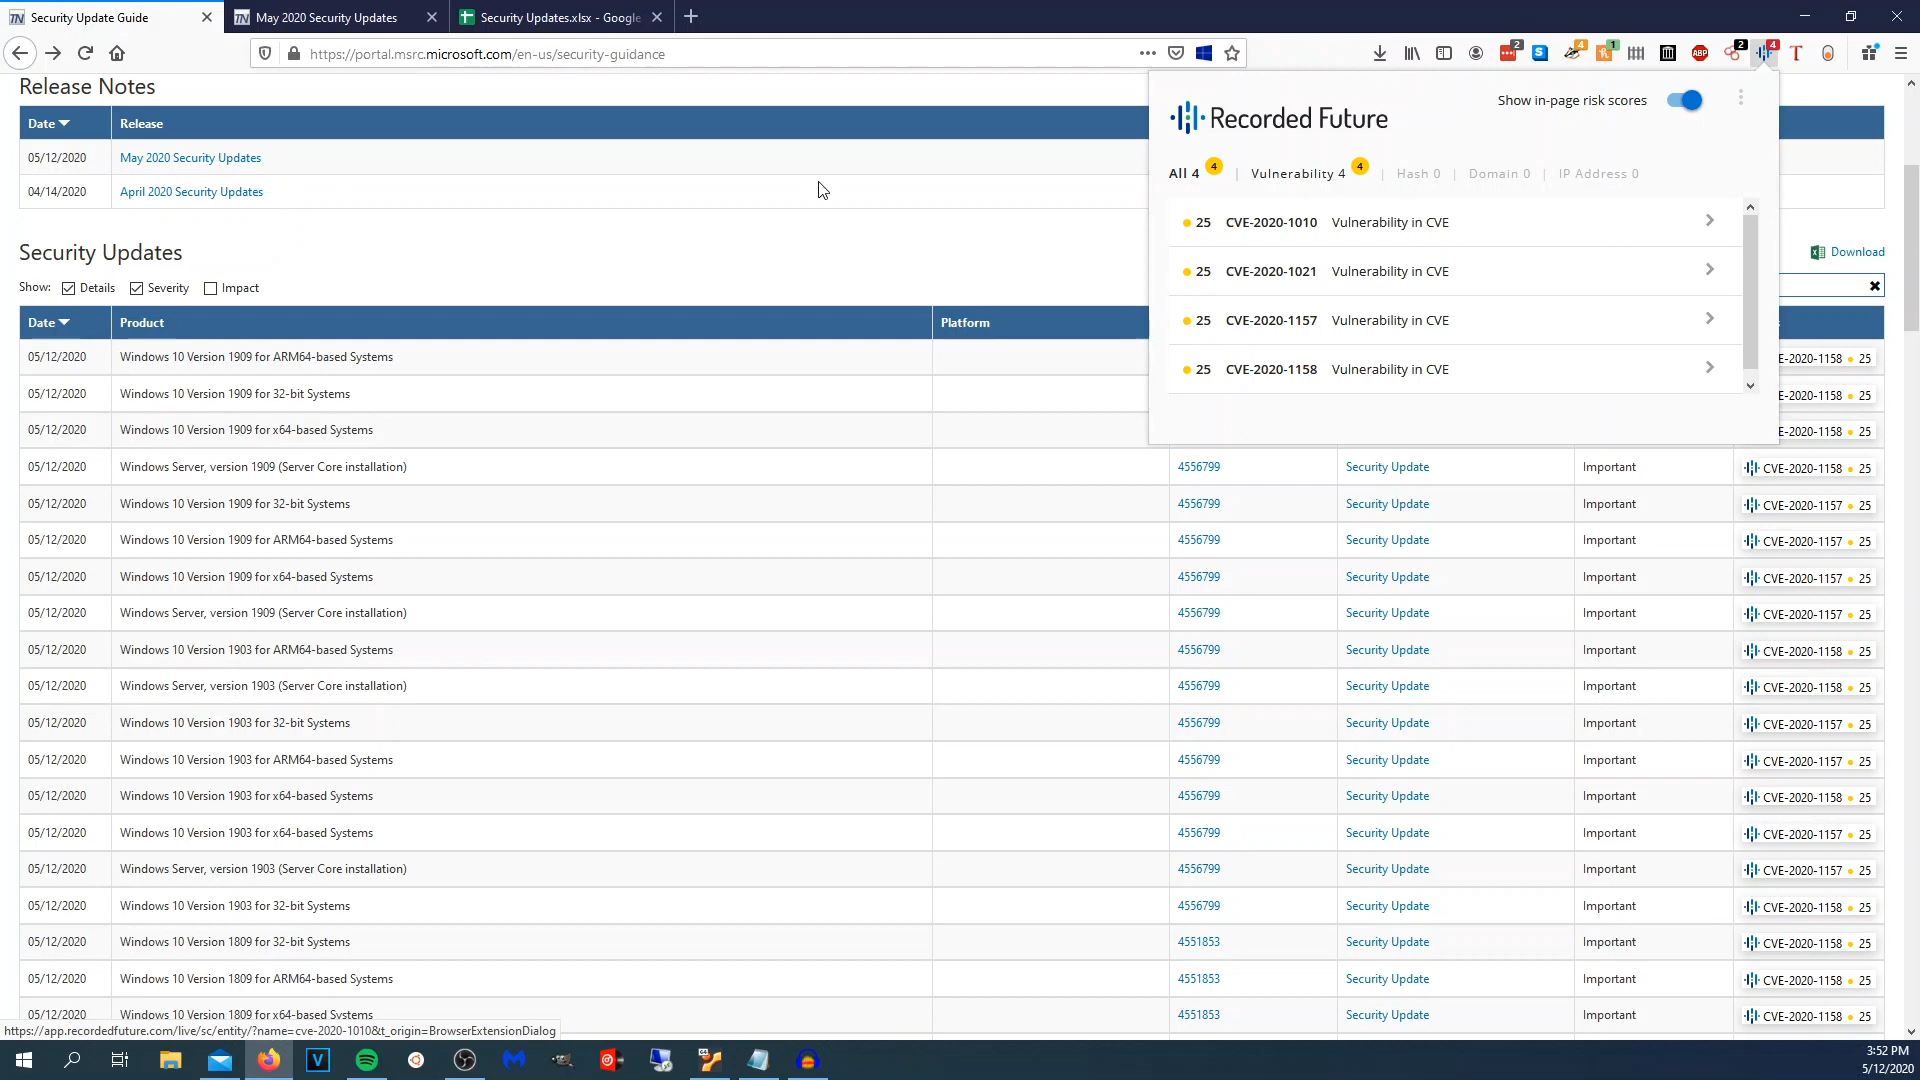 Security Update Guide
May 2020 Security Updates
Security Updates.xlsx - Google
https://portal.msrc.microsoft.com/en-us/security-guidance
2
4
1
ABP
2
4
Release Notes
Date Release
05/12/2020 May 2020 Security Updates
04/14/2020 April 2020 Security Updates
Recorded Future
Show in-page risk scores
All 4 4 | Vulnerability 4 4 | Hash 0 | Domain 0 | IP Address 0
25 CVE-2020-1010 Vulnerability in CVE
25 CVE-2020-1021 Vulnerability in CVE
25 CVE-2020-1157 Vulnerability in CVE
25 CVE-2020-1158 Vulnerability in CVE
Security Updates
Download
Show: Details Severity Impact
Date Product Platform
05/12/2020 Windows 10 Version 1909 for ARM64-based Systems E-2020-1158 25
05/12/2020 Windows 10 Version 1909 for 32-bit Systems E-2020-1158 25
05/12/2020 Windows 10 Version 1909 for x64-based Systems E-2020-1158 25
05/12/2020 Windows Server, version 1909 (Server Core installation) 4556799 Security Update Important CVE-2020-1158 25
05/12/2020 Windows 10 Version 1909 for 32-bit Systems 4556799 Security Update Important CVE-2020-1157 25
05/12/2020 Windows 10 Version 1909 for ARM64-based Systems 4556799 Security Update Important CVE-2020-1157 25
05/12/2020 Windows 10 Version 1909 for x64-based Systems 4556799 Security Update Important CVE-2020-1157 25
05/12/2020 Windows Server, version 1909 (Server Core installation) 4556799 Security Update Important CVE-2020-1157 25
05/12/2020 Windows 10 Version 1903 for ARM64-based Systems 4556799 Security Update Important CVE-2020-1158 25
05/12/2020 Windows Server, version 1903 (Server Core installation) 4556799 Security Update Important CVE-2020-1158 25
05/12/2020 Windows 10 Version 1903 for 32-bit Systems 4556799 Security Update Important CVE-2020-1157 25
05/12/2020 Windows 10 Version 1903 for ARM64-based Systems 4556799 Security Update Important CVE-2020-1157 25
05/12/2020 Windows 10 Version 1903 for x64-based Systems 4556799 Security Update Important CVE-2020-1158 25
05/12/2020 Windows 10 Version 1903 for x64-based Systems 4556799 Security Update Important CVE-2020-1157 25
05/12/2020 Windows Server, version 1903 (Server Core installation) 4556799 Security Update Important CVE-2020-1157 25
05/12/2020 Windows 10 Version 1903 for 32-bit Systems 4556799 Security Update Important CVE-2020-1158 25
05/12/2020 Windows 10 Version 1809 for 32-bit Systems 4551853 Security Update Important CVE-2020-1158 25
05/12/2020 Windows 10 Version 1809 for ARM64-based Systems 4551853 Security Update Important CVE-2020-1158 25
Windows 10 Version 1809 for x64-based Systems 4551853 Security Update Important CVE-2020-1158 25
https://app.recordedfuture.com/live/sc/entity/?name=cve-2020-1010&t_origin=BrowserExtensionDialog
3:52 PM
5/12/2020